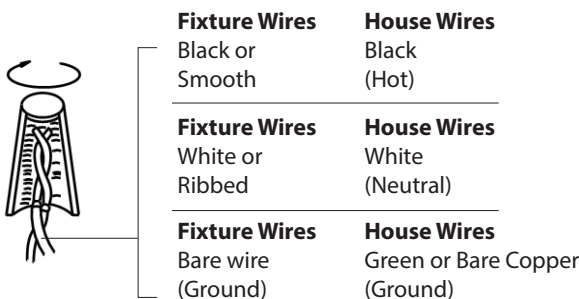 Fixture Wires House Wires
Black or Black
Smooth (Hot)
Fixture Wires House Wires
White or White
Ribbed (Neutral)
Fixture Wires House Wires
Bare wire Green or Bare Copper
(Ground) (Ground)